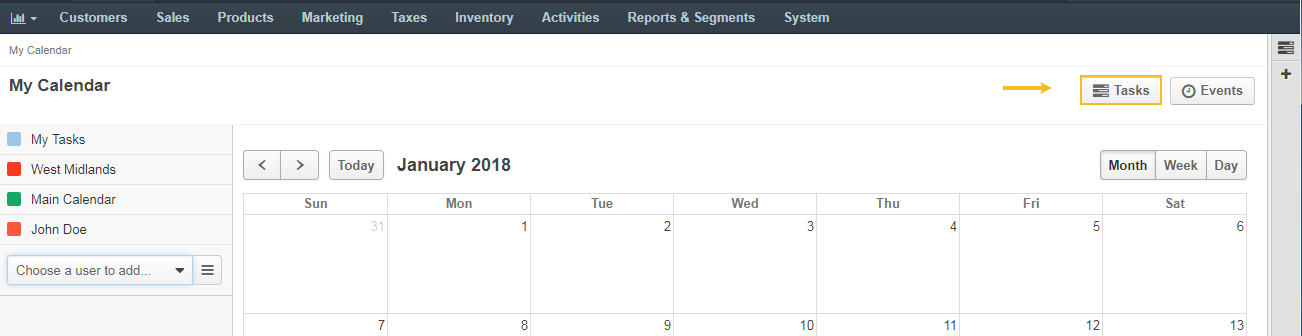 Customers Sales Products Marketing Taxes Inventory Activities Reports & Segments System
My Calendar
My Calendar
Tasks Events
My Tasks
West Midlands
Main Calendar
John Doe
Choose a user to add...
Today January 2018 Month Week Day
Sun Mon Tue Wed Thu Fri Sat
31 1 2 3 4 5 6
7 8 9 10 11 12 13